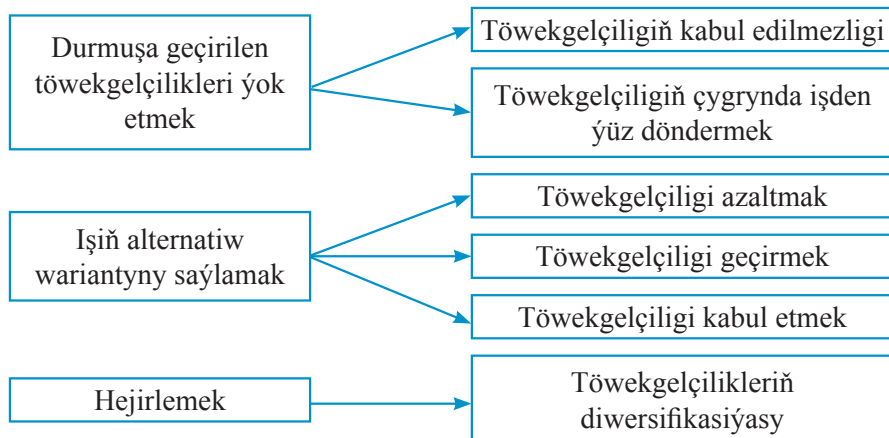 Durmuşa geçirilen
töwekgelçilikleri ýok
etmek
Töwekgelçiligiň kabul edilmezligi
Töwekgelçiligiň çygrynda işden
ýüz döndermek
Işiň alternatiw
wariantyny saýlamak
Töwekgelçiligi azaltmak
Töwekgelçiligi geçirmek
Töwekgelçiligi kabul etmek
Hejirlemek
Töwekgelçilikleriň
diwersifikasiýasy